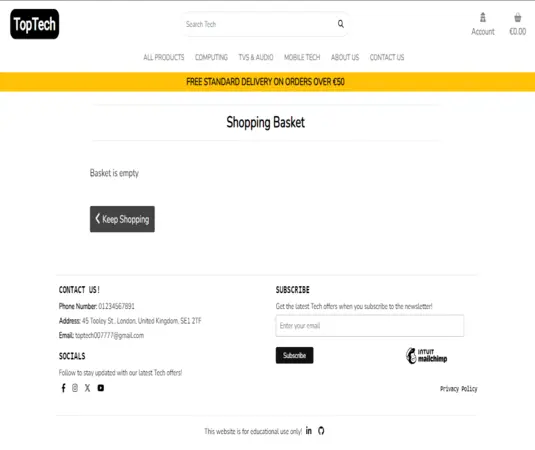 TopTech
Search Tech
Account
€0.00
ALL PRODUCTS COMPUTING TVS & AUDIO MOBILE TECH ABOUT US CONTACT US
FREE STANDARD DELIVERY ON ORDERS OVER €50
Shopping Basket
Basket is empty
Keep Shopping
CONTACT US!
Phone Number: 01234567891
Address: 45 Tooley St., London, United Kingdom, SE1 2TF
Email: toptech007777@gmail.com
SOCIALS
Follow to stay updated with our latest Tech offers!
SUBSCRIBE
Get the latest Tech offers when you subscribe to the newsletter!
Enter your email
Subscribe
INTUIT
mailchimp
Privacy Policy
This website is for educational use only!